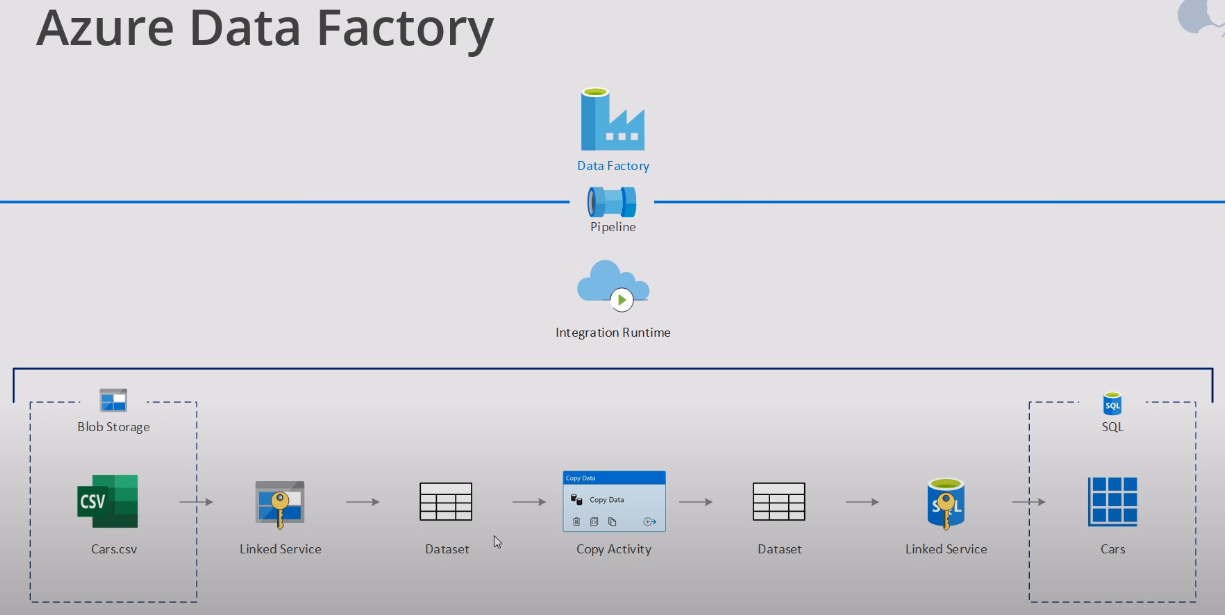 Azure Data Factory
Data Factory
Pipeline
Integration Runtime
Blob Storage
SQL
SQL
CSV
Copy Data
Copy Data
SQL
Cars.csv
Linked Service
Dataset
Copy Activity
Dataset
Linked Service
Cars